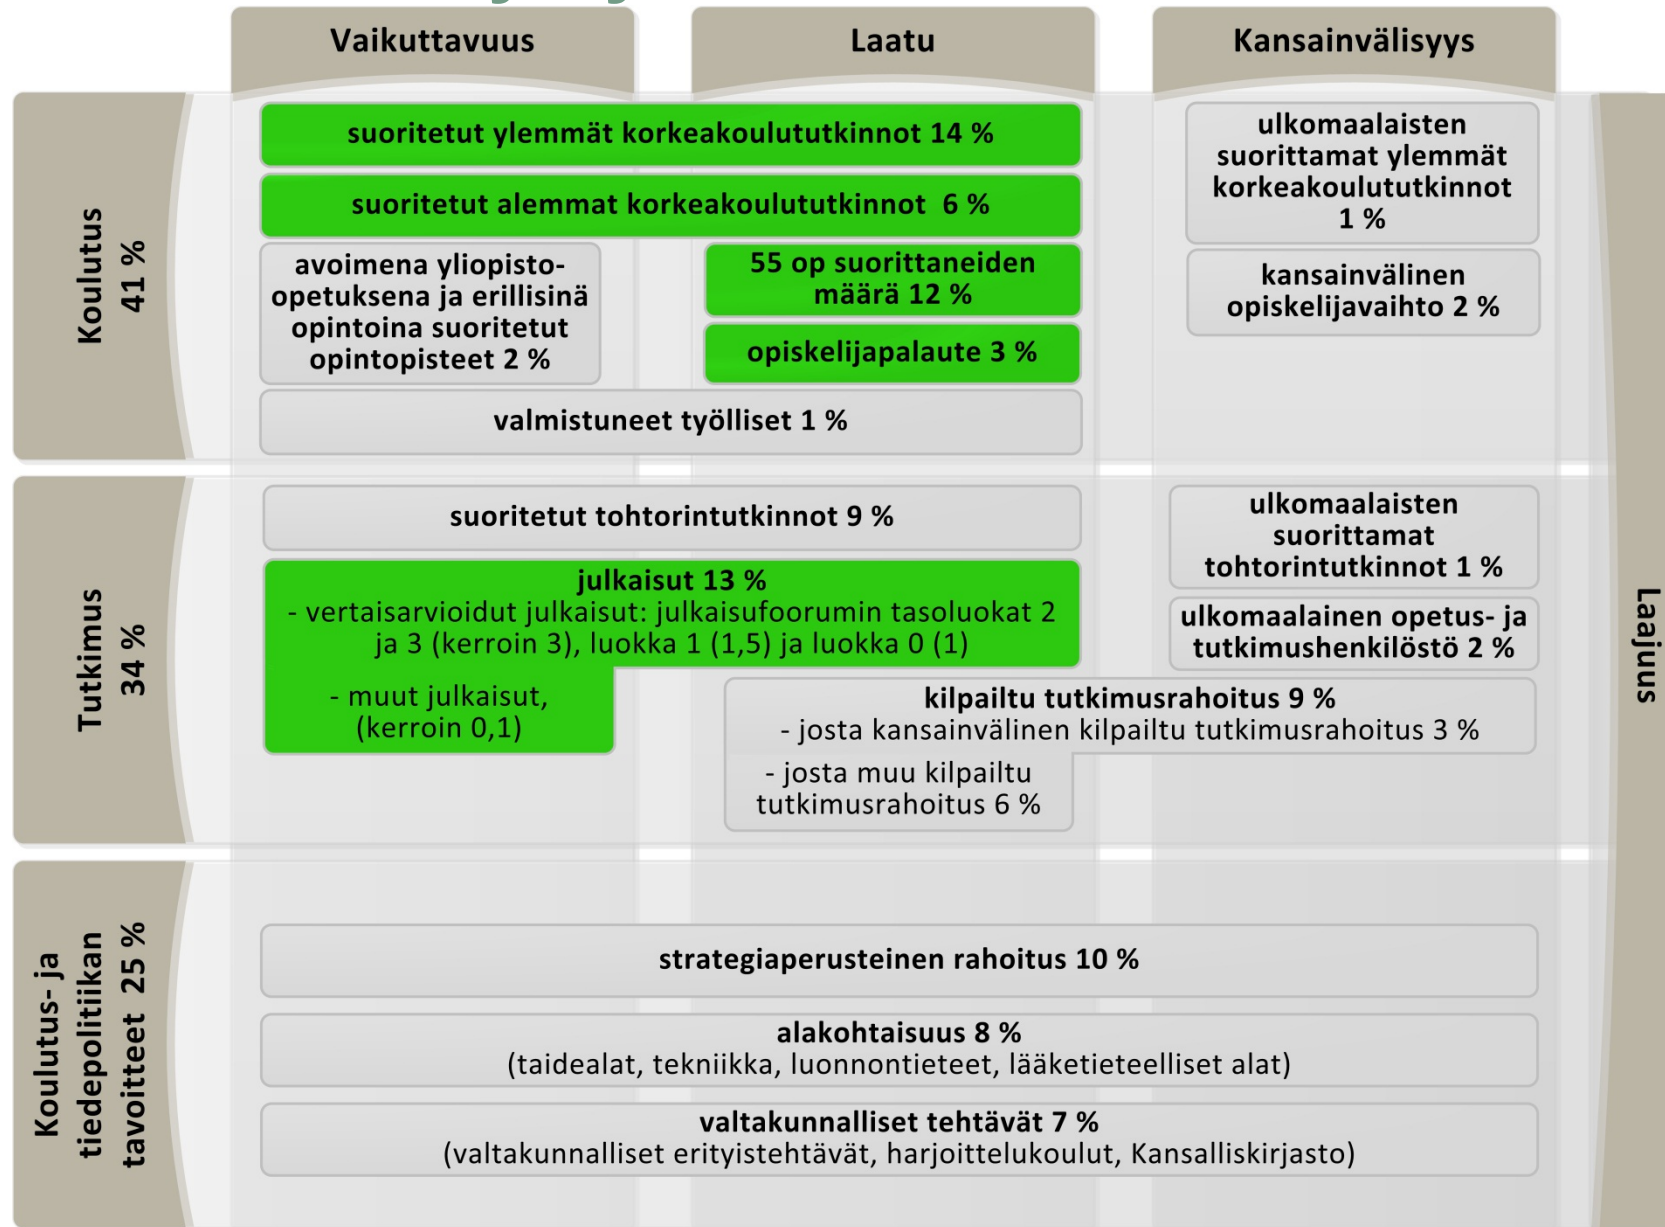 Vaikuttavuus
Laatu
Kansainvälisyys
Koulutus
41 %
suoritetut ylemmät korkeakoulututkinnot 14 %
suoritetut alemmat korkeakoulututkinnot 6 %
avoimena yliopisto-
opetuksena ja erillisinä
opintoina suoritetut
opintopisteet 2 %
55 op suorittaneiden
määrä 12 %
opiskelijapalaute 3 %
valmistuneet työlliset 1 %
ulkomaalaisten
suorittamat ylemmät
korkeakoulututkinnot
1 %
kansainvälinen
opiskelijavaihto 2 %
Tutkimus
34 %
suoritetut tohtorintutkinnot 9 %
julkaisut 13 %
- vertaisarvioidut julkaisut: julkaisufoorumin tasoluokat 2
ja 3 (kerroin 3), luokka 1 (1,5) ja luokka 0 (1)
- muut julkaisut,
(kerroin 0,1)
ulkomaalaisten
suorittamat
tohtorintutkinnot 1 %
ulkomaalainen opetus- ja
tutkimushenkilöstö 2 %
kilpailtu tutkimusrahoitus 9 %
- josta kansainvälinen kilpailtu tutkimusrahoitus 3 %
- josta muu kilpailtu
tutkimusrahoitus 6 %
Koulutus- ja
tiedepolitiikan
tavoitteet 25 %
strategiaperusteinen rahoitus 10 %
alakohtaisuus 8 %
(taidealat, tekniikka, luonnontieteet, lääketieteelliset alat)
valtakunnalliset tehtävät 7 %
(valtakunnalliset erityistehtävät, harjoittelukoulut, Kansalliskirjasto)
Laajuus